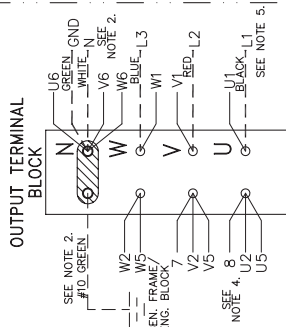 OUTPUT TERMINAL
BLOCK
SEE NOTE 2.
#10 GREEN
EN. FRAME/
NG. BLOCK
W2
W5
7
V2
V5
SEE
NOTE 4.
8
U2
U5
N
W
V
U
U6
GREEN
GND
WHITE
N
V6
SEE
NOTE 2.
W6
BLUE
L3
W1
V1
RED
L2
U1
BLACK
L1
SEE NOTE 5.